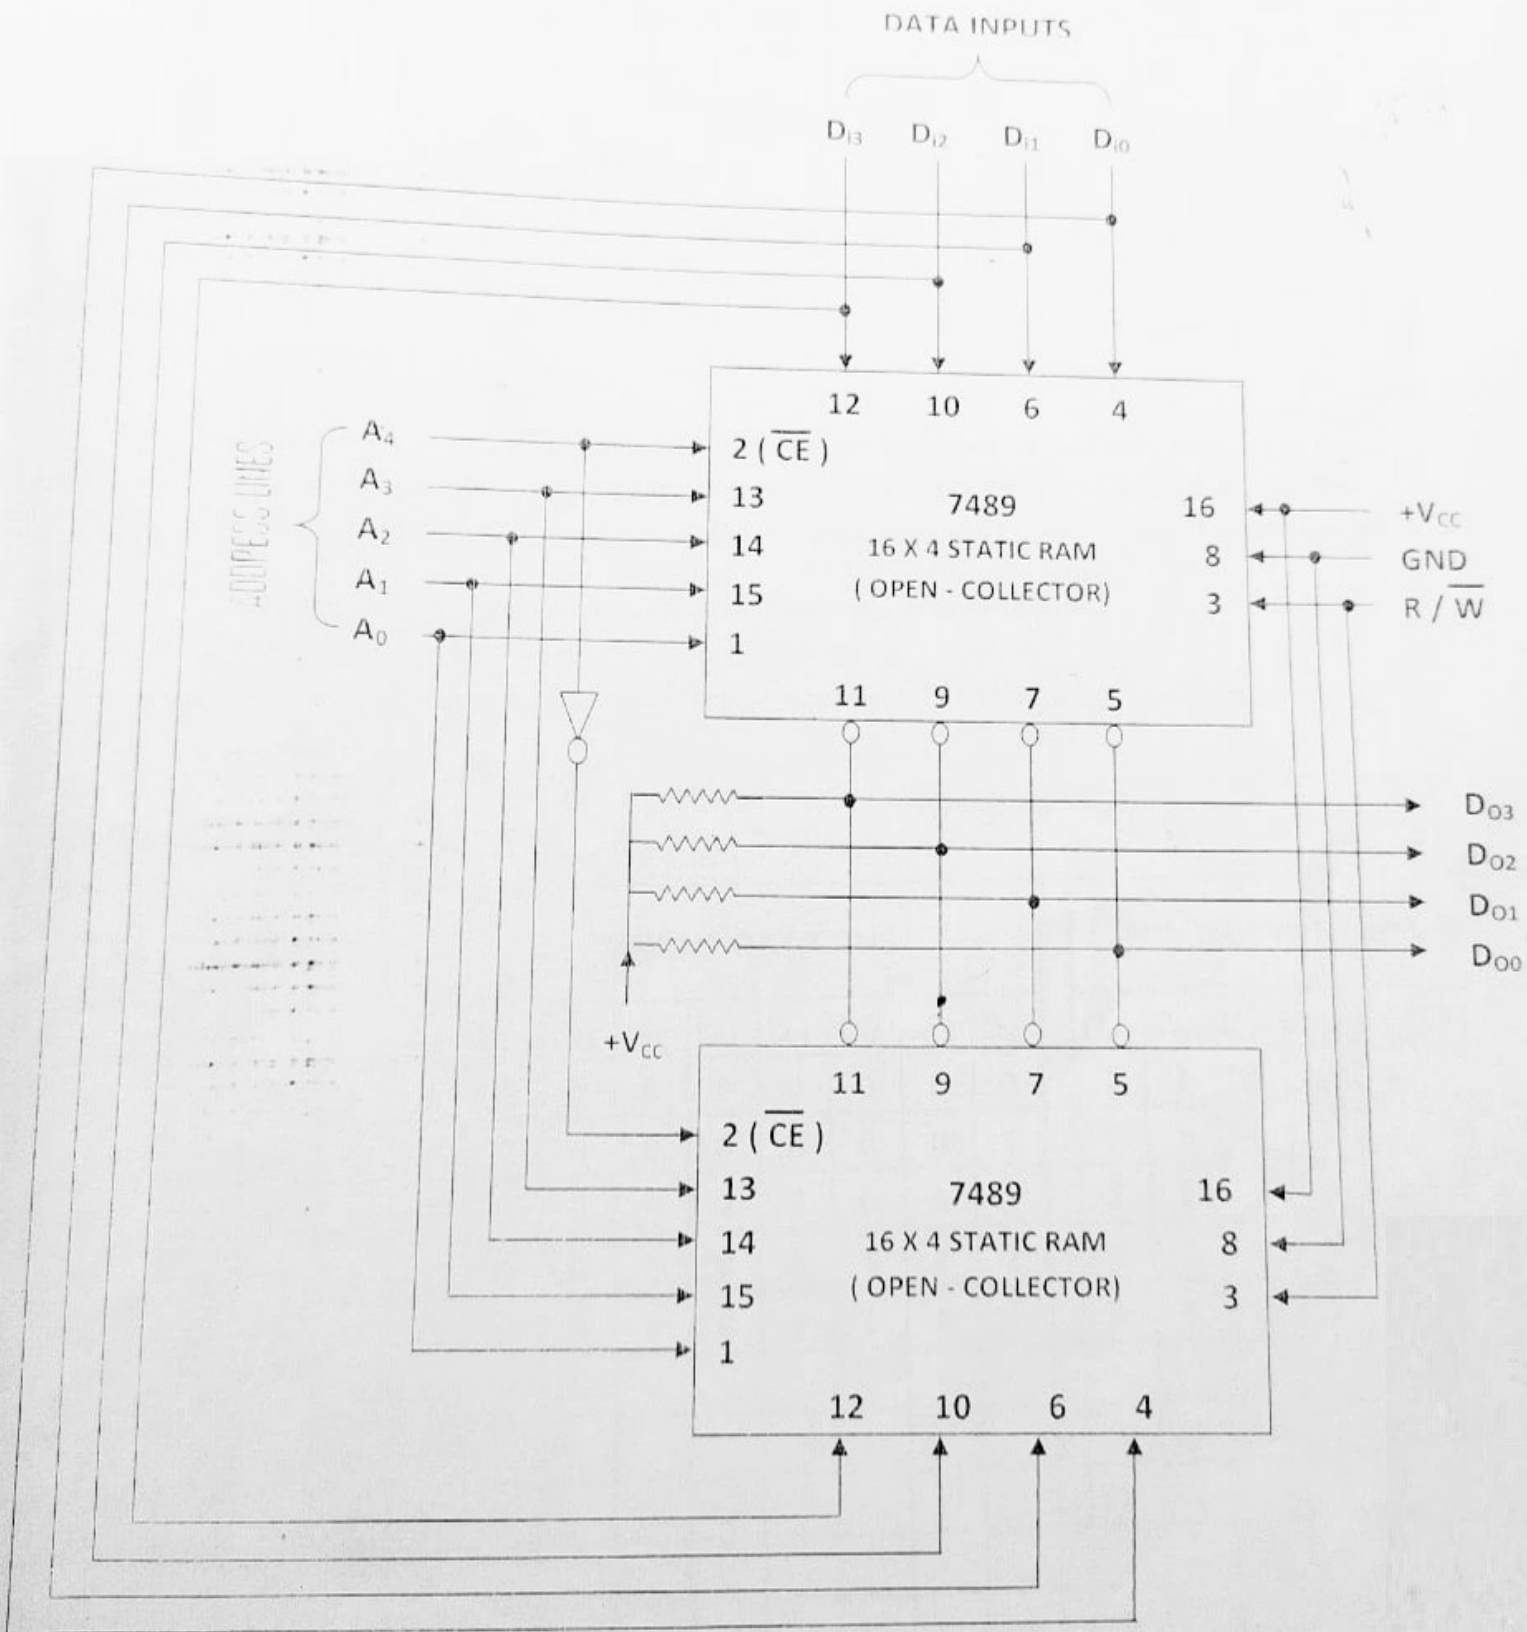 DATA INPUTS
Di3 Di2 Di1 Di0
ADDRESS LINES
A4
A3
A2
A1
A0
12 10 6 4
2 ( C̅E̅ )
13
14
15
1
7489
16 X 4 STATIC RAM
( OPEN - COLLECTOR)
16
8
3
+VCC
GND
R / W̅
11 9 7 5
DO3
DO2
DO1
DO0
+VCC
11 9 7 5
2 ( C̅E̅ )
13
14
15
1
7489
16 X 4 STATIC RAM
( OPEN - COLLECTOR)
16
8
3
12 10 6 4